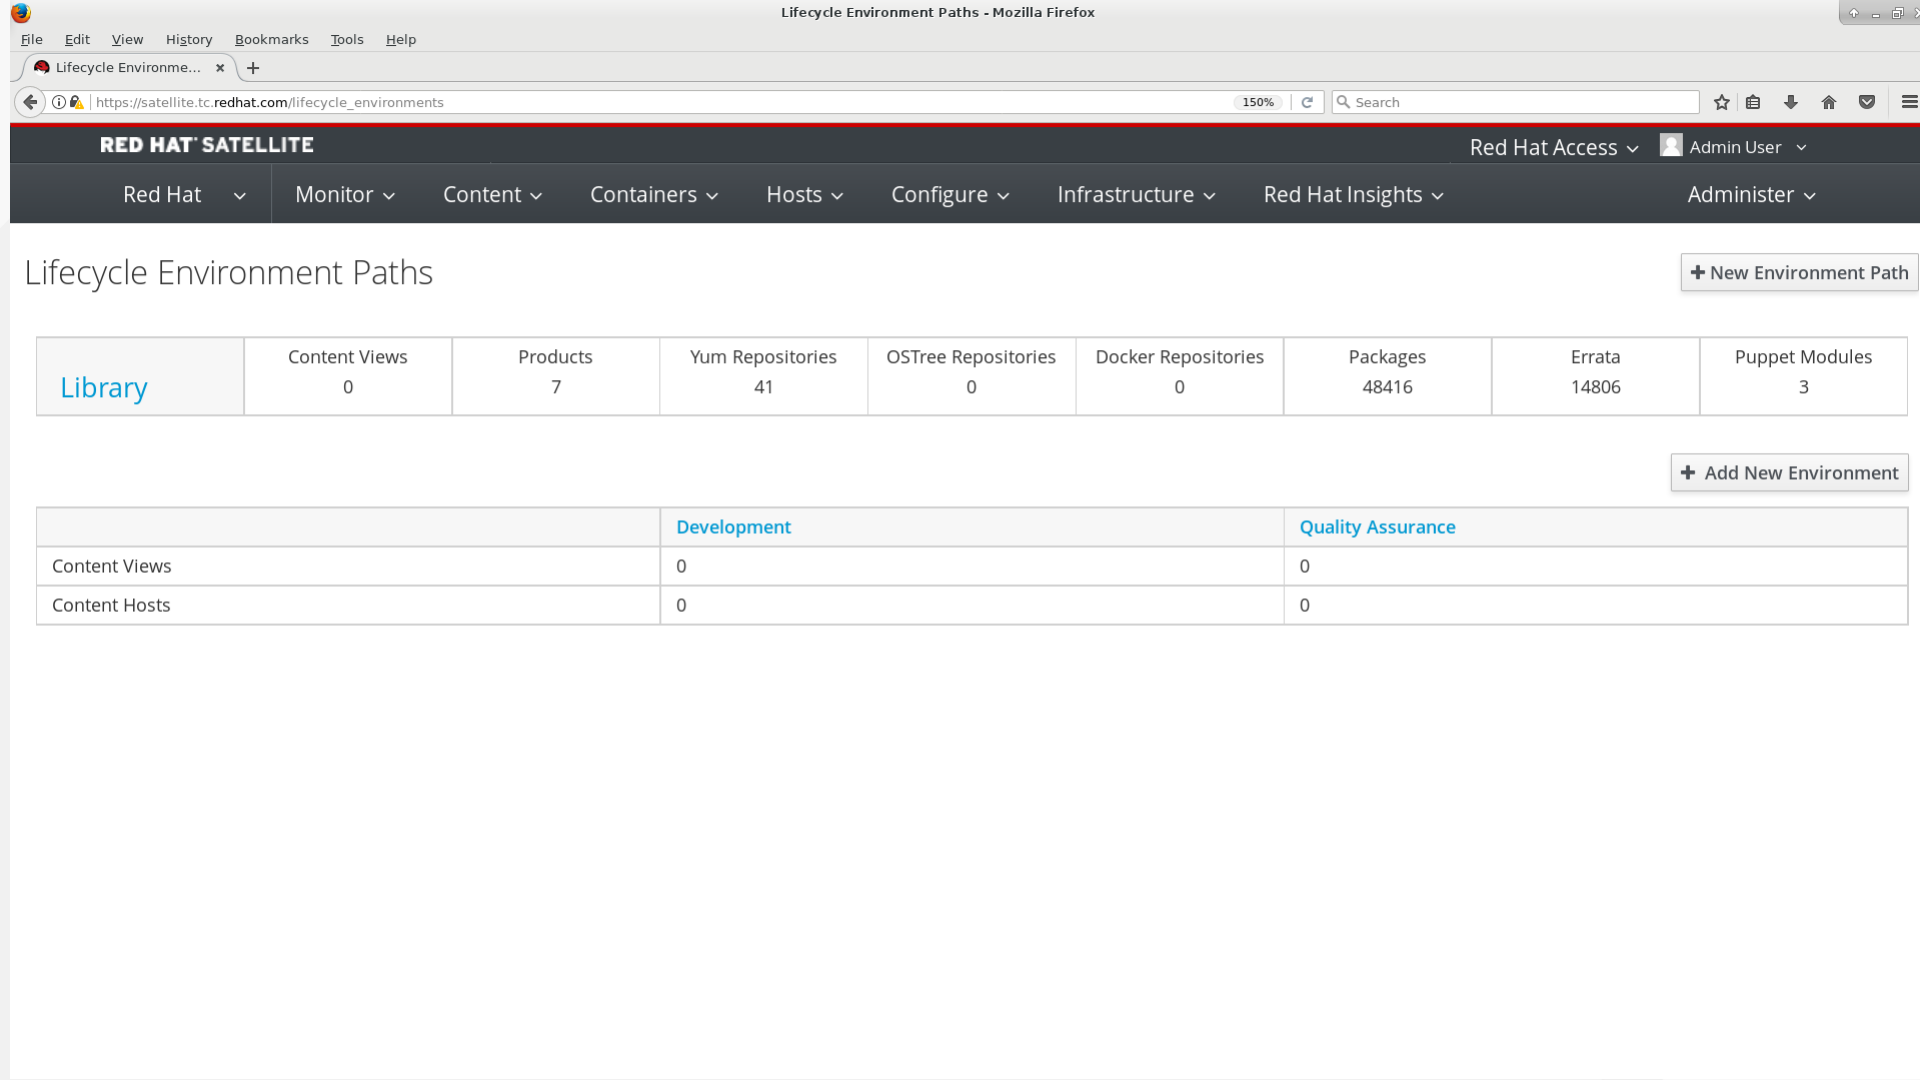 Lifecycle Environment Paths - Mozilla Firefox
File Edit View History Bookmarks Tools Help
Lifecycle Environme...
https://satellite.tc.redhat.com/lifecycle_environments 150% Search
RED HAT SATELLITE Red Hat Access Admin User
Red Hat Monitor Content Containers Hosts Configure Infrastructure Red Hat Insights Administer
Lifecycle Environment Paths + New Environment Path
Content Views Products Yum Repositories OSTree Repositories Docker Repositories Packages Errata Puppet Modules
Library 0 7 41 0 0 48416 14806 3
+ Add New Environment
Development Quality Assurance
Content Views 0 0
Content Hosts 0 0